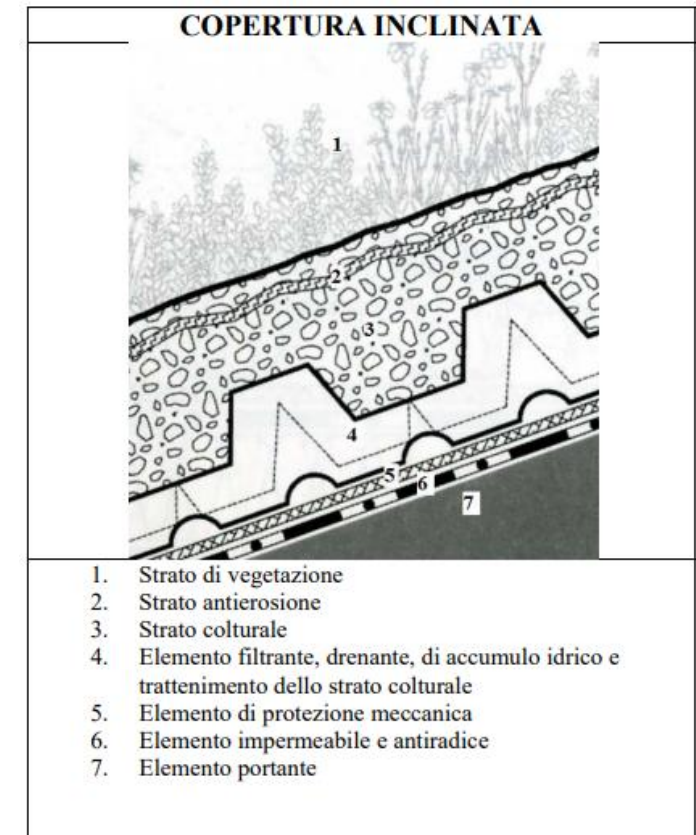 COPERTURA INCLINATA
1
2
3
4
5
6
7
1. Strato di vegetazione
2. Strato antierosione
3. Strato colturale
4. Elemento filtrante, drenante, di accumulo idrico e
trattenimento dello strato colturale
5. Elemento di protezione meccanica
6. Elemento impermeabile e antiradice
7. Elemento portante